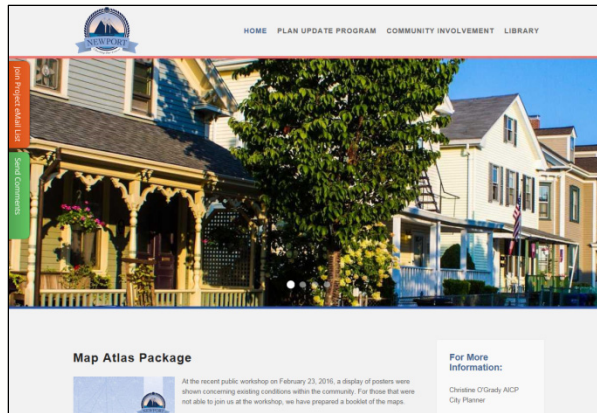 NEWPORT
HOME PLAN UPDATE PROGRAM COMMUNITY INVOLVEMENT LIBRARY
Join Project eMail List
Send Comments
Map Atlas Package
At the recent public workshop on February 23, 2016, a display of posters were
shown concerning existing conditions within the community. For those that were
not able to join us at the workshop, we have prepared a booklet of the maps.
NEWPORT
For More
Information:
Christine O'Grady AICP
City Planner